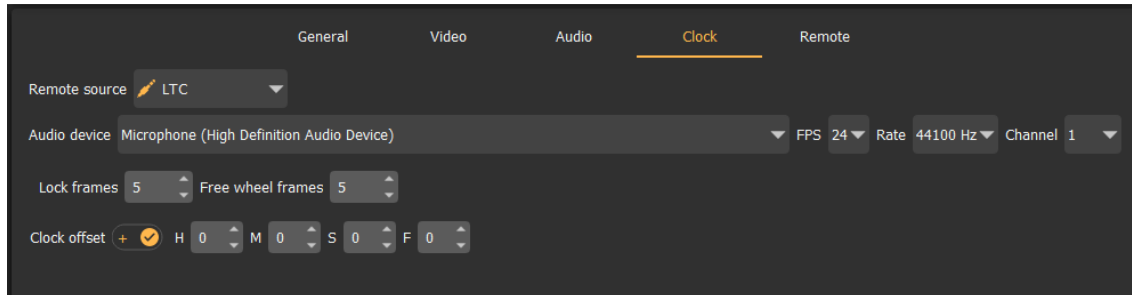 General Video Audio Clock Remote
Remote source LTC
Audio device Microphone (High Definition Audio Device) FPS 24 Rate 44100 Hz Channel 1
Lock frames 5 Free wheel frames 5
Clock offset + H 0 M 0 S 0 F 0